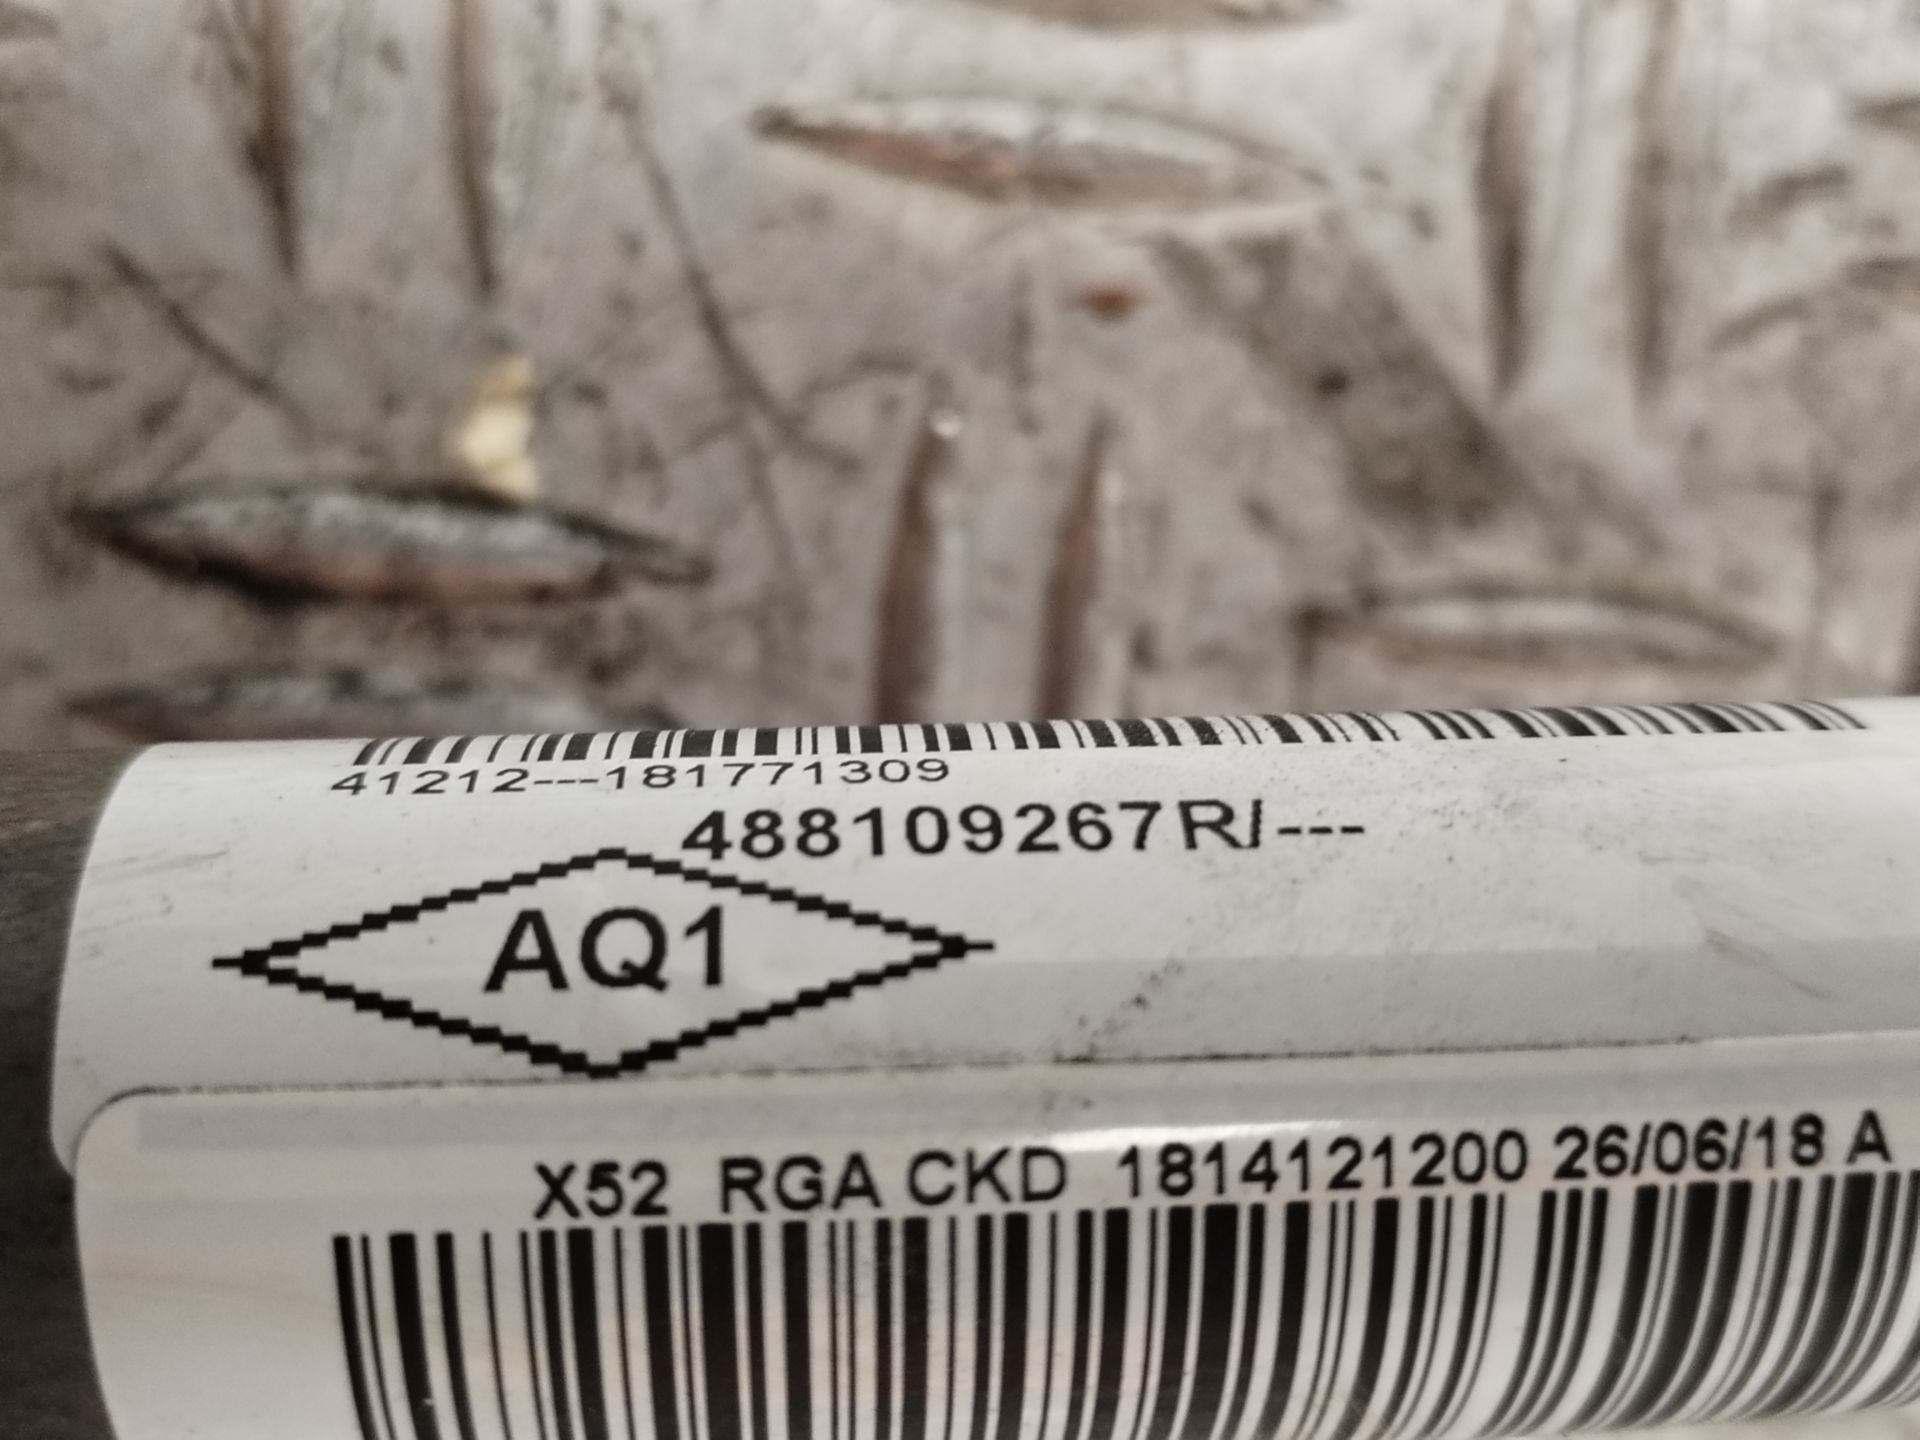 41212---181771309
488109267R/---
AQ1
X52 RGA CKD 1814121200 26/06/18 A